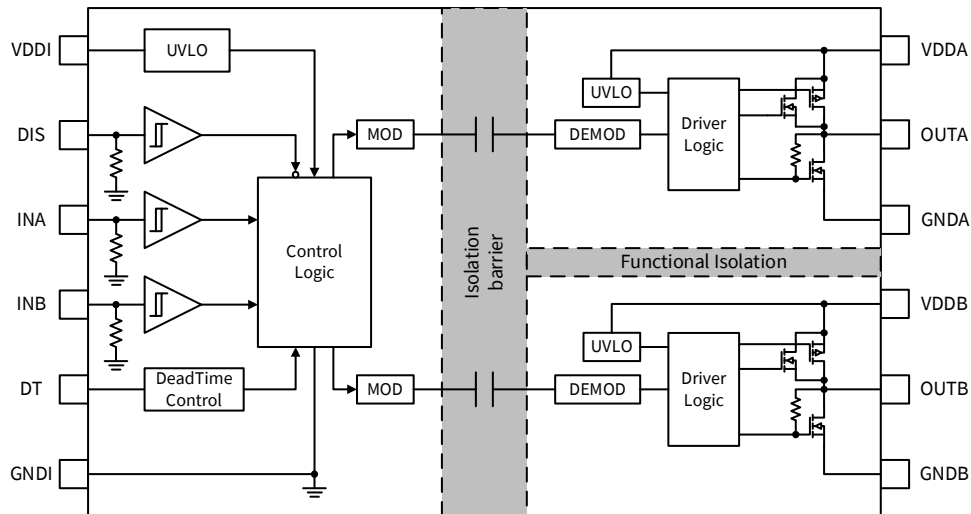 VDDI
UVLO
DIS
INA
INB
DT
DeadTime
Control
GNDI
Control
Logic
MOD
MOD
Isolation
barrier
Functional Isolation
UVLO
DEMOD
Driver
Logic
VDDA
OUTA
GNDA
UVLO
DEMOD
Driver
Logic
VDDB
OUTB
GNDB